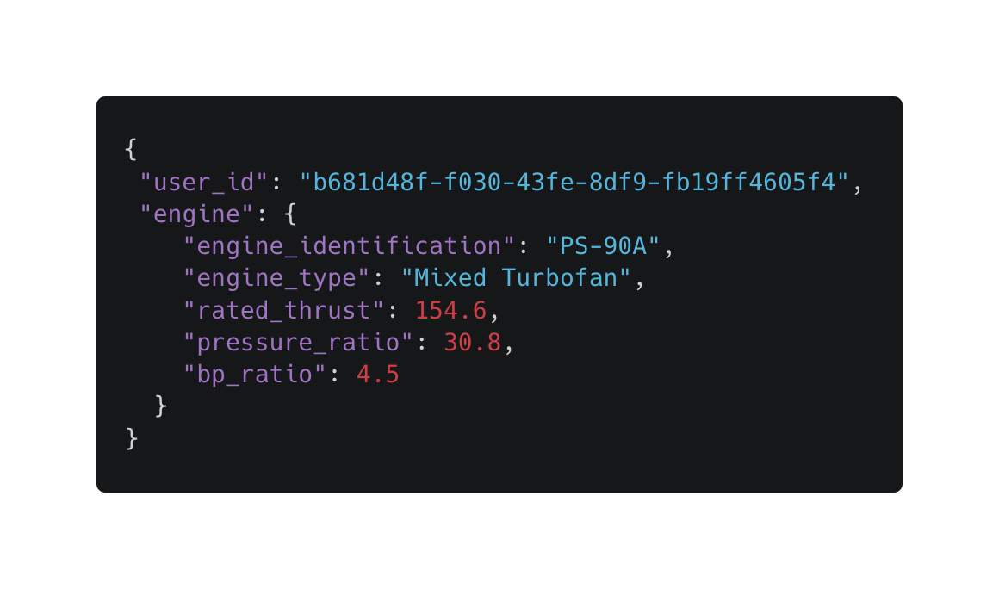 {
 "user_id": "b681d48f-f030-43fe-8df9-fb19ff4605f4",
 "engine": {
    "engine_identification": "PS-90A",
    "engine_type": "Mixed Turbofan",
    "rated_thrust": 154.6,
    "pressure_ratio": 30.8,
    "bp_ratio": 4.5
  }
}